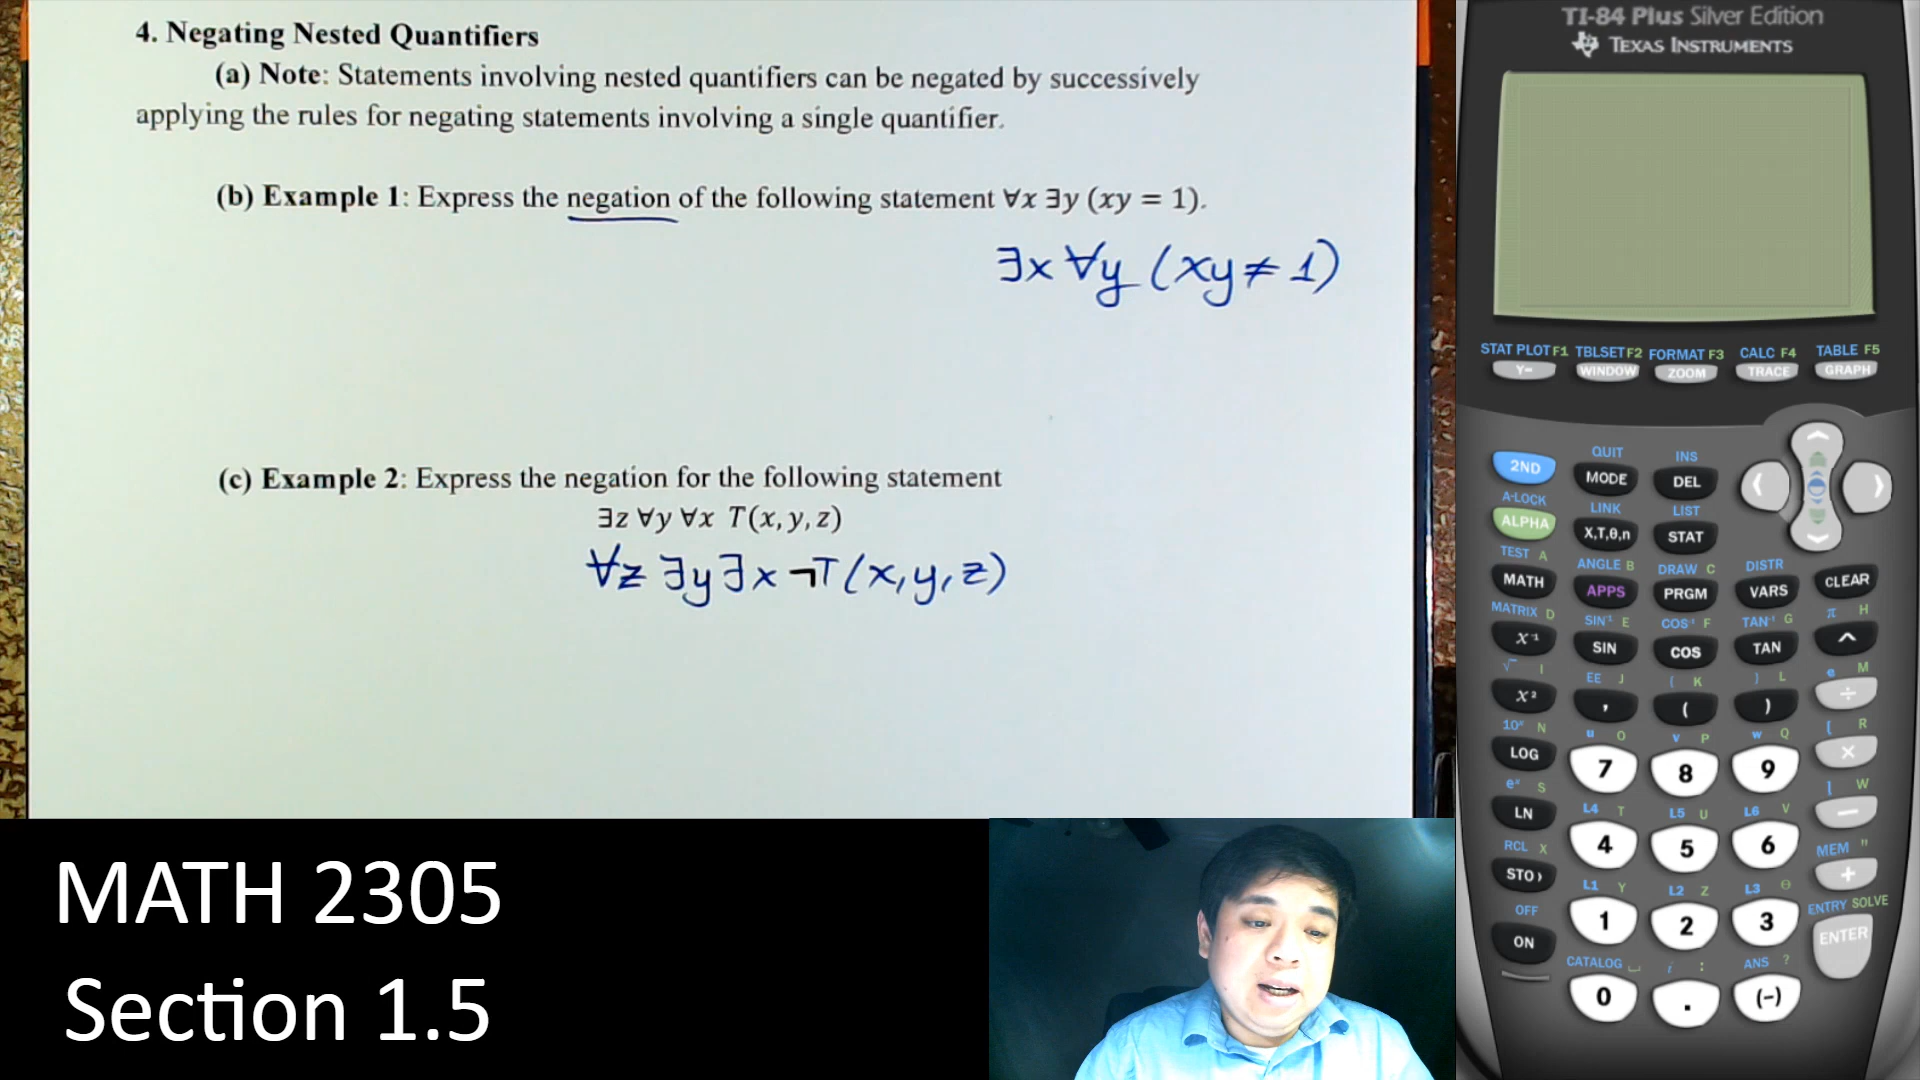 4. Negating Nested Quantifiers
(a) Note: Statements involving nested quantifiers can be negated by successively
applying the rules for negating statements involving a single quantifier.
(b) Example 1: Express the negation of the following statement ∀x ∃y (xy = 1).
∃x ∀y (xy ≠ 1)
(c) Example 2: Express the negation for the following statement
∃z ∀y ∀x T(x, y, z)
∀z ∃y ∃x ¬T(x, y, z)
MATH 2305
Section 1.5
TI-84 Plus Silver Edition
TEXAS INSTRUMENTS
STAT PLOT F1 TBLSET F2 FORMAT F3 CALC F4 TABLE F5
Y= WINDOW ZOOM TRACE GRAPH
QUIT INS
2ND MODE DEL
A-LOCK LINK LIST
ALPHA X,T,θ,n STAT
TEST A ANGLE B DRAW C DISTR
MATH APPS PRGM VARS CLEAR
MATRIX D SIN⁻¹ E COS⁻¹ F TAN⁻¹ G π H
x⁻¹ SIN COS TAN ^
√ I EE J { K } L e M
x² , ( ) ÷
10ˣ N u O v P w Q [ R
LOG 7 8 9 ×
eˣ S L4 T L5 U L6 V ] W
LN 4 5 6 −
RCL X L1 Y L2 Z L3 θ MEM "
STO› 1 2 3 +
OFF CATALOG ␣ i : ANS ? ENTRY SOLVE
ON 0 . (-) ENTER